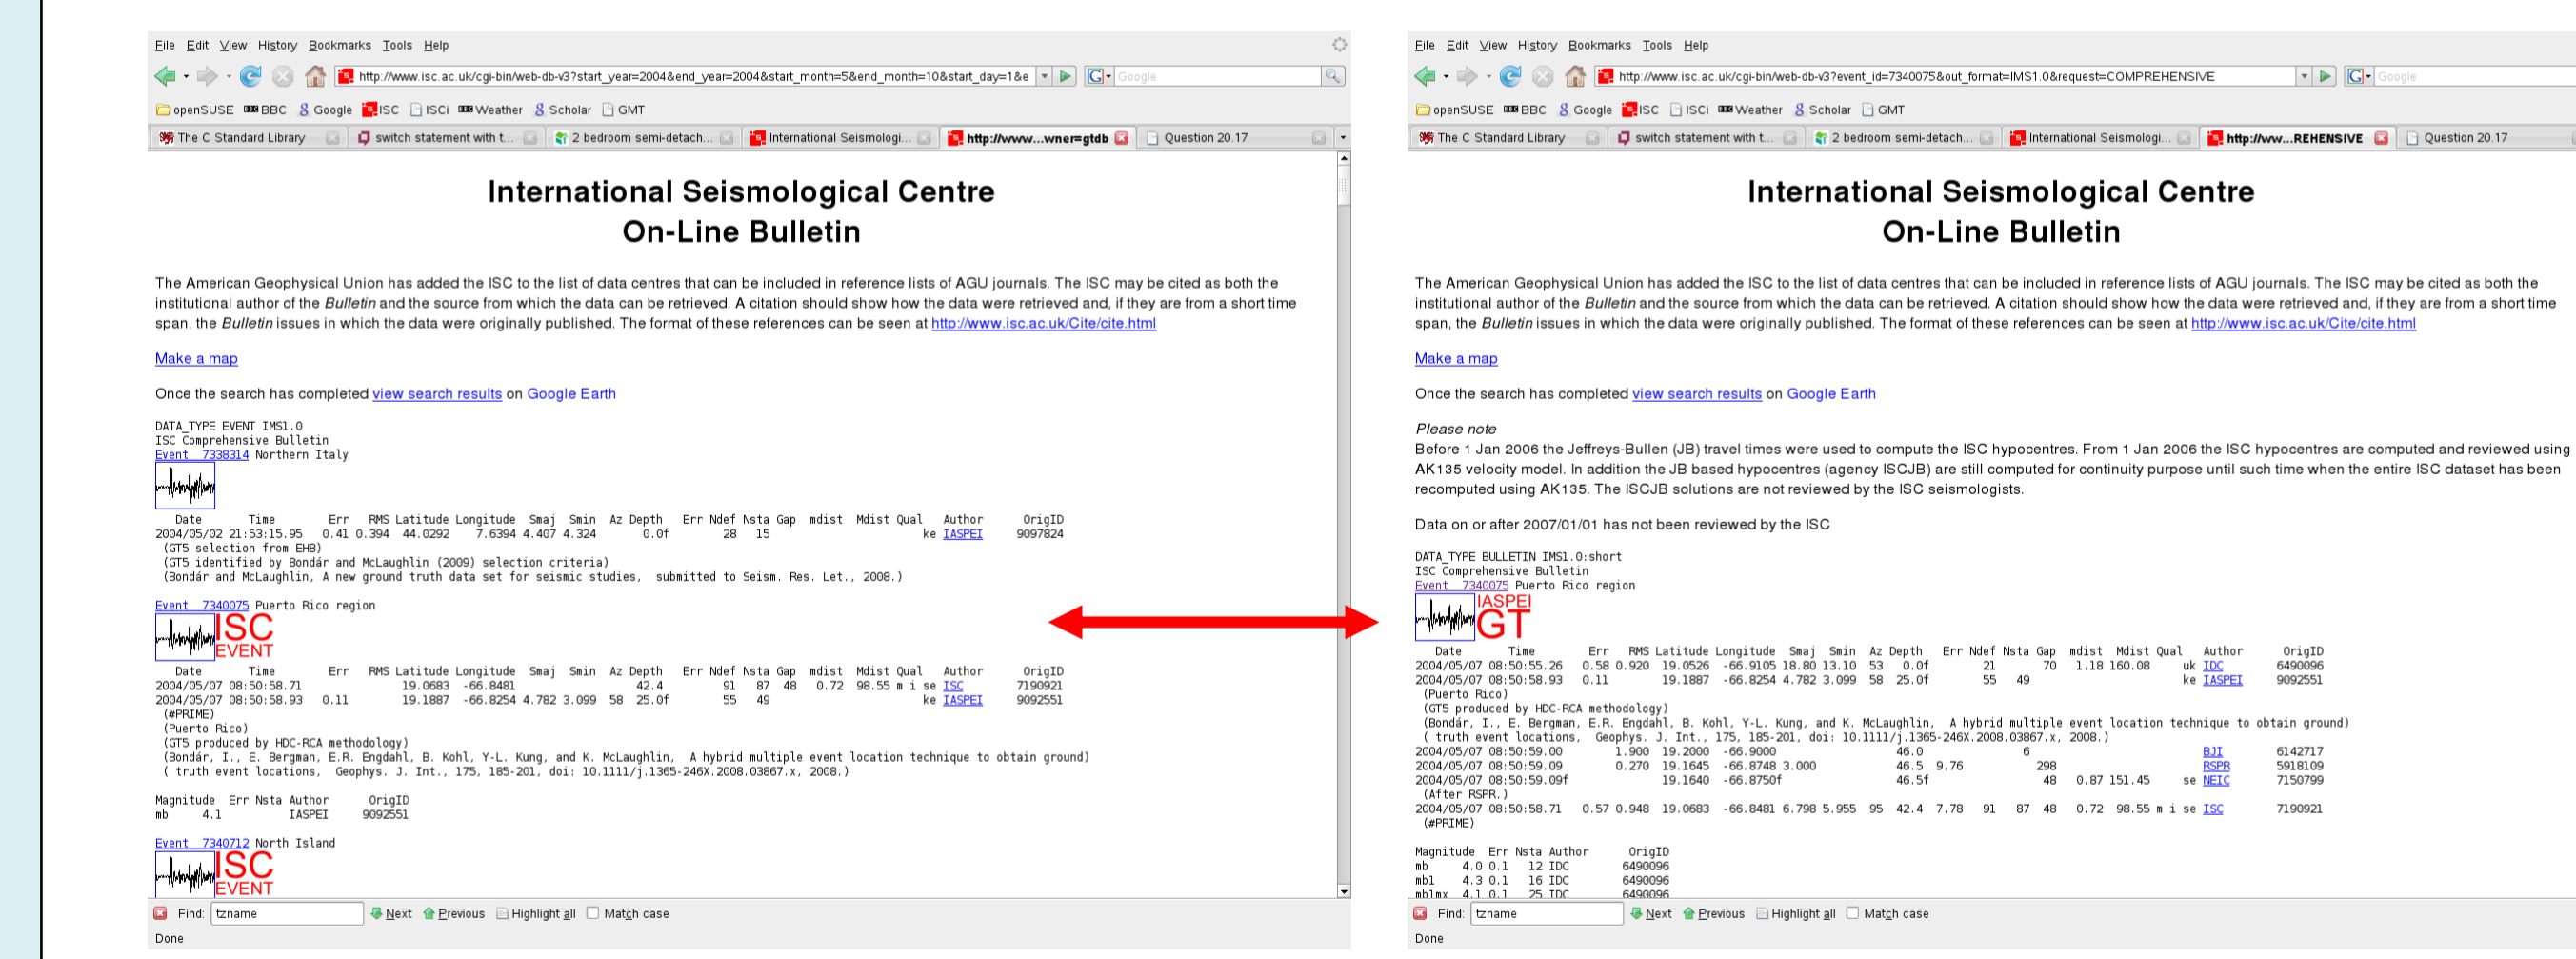 File Edit View History Bookmarks Tools Help
http://www.isc.ac.uk/cgi-bin/web-db-v3?start_year=2004&end_year=2004&start_month=5&end_month=10&start_day=1&e
Google
openSUSE BBC Google ISC ISCi Weather Scholar GMT
The C Standard Library switch statement with t... 2 bedroom semi-detach... International Seismologi... http://www...wner=gtdb Question 20.17
International Seismological Centre
On-Line Bulletin
The American Geophysical Union has added the ISC to the list of data centres that can be included in reference lists of AGU journals. The ISC may be cited as both the
institutional author of the Bulletin and the source from which the data can be retrieved. A citation should show how the data were retrieved and, if they are from a short time
span, the Bulletin issues in which the data were originally published. The format of these references can be seen at http://www.isc.ac.uk/Cite/cite.html
Make a map
Once the search has completed view search results on Google Earth
DATA_TYPE EVENT IMS1.0
ISC Comprehensive Bulletin
Event 7338314 Northern Italy
Date Time Err RMS Latitude Longitude Smaj Smin Az Depth Err Ndef Nsta Gap mdist Mdist Qual Author OrigID
2004/05/02 21:53:15.95 0.41 0.394 44.0292 7.6394 4.407 4.324 0.0f 28 15 ke IASPEI 9097824
(GT5 selection from EHB)
(GT5 identified by Bondár and McLaughlin (2009) selection criteria)
(Bondár and McLaughlin, A new ground truth data set for seismic studies, submitted to Seism. Res. Let., 2008.)
Event 7340075 Puerto Rico region
ISC
EVENT
Date Time Err RMS Latitude Longitude Smaj Smin Az Depth Err Ndef Nsta Gap mdist Mdist Qual Author OrigID
2004/05/07 08:50:58.71 19.0683 -66.8481 42.4 91 87 48 0.72 98.55 m i se ISC 7190921
2004/05/07 08:50:58.93 0.11 19.1887 -66.8254 4.782 3.099 58 25.0f 55 49 ke IASPEI 9092551
(#PRIME)
(Puerto Rico)
(GT5 produced by HDC-RCA methodology)
(Bondár, I., E. Bergman, E.R. Engdahl, B. Kohl, Y-L. Kung, and K. McLaughlin, A hybrid multiple event location technique to obtain ground)
( truth event locations, Geophys. J. Int., 175, 185-201, doi: 10.1111/j.1365-246X.2008.03867.x, 2008.)
Magnitude Err Nsta Author OrigID
mb 4.1 IASPEI 9092551
Event 7340712 North Island
ISC
EVENT
Find: tzname Next Previous Highlight all Match case
Done
File Edit View History Bookmarks Tools Help
http://www.isc.ac.uk/cgi-bin/web-db-v3?event_id=7340075&out_format=IMS1.0&request=COMPREHENSIVE
Google
openSUSE BBC Google ISC ISCi Weather Scholar GMT
The C Standard Library switch statement with t... 2 bedroom semi-detach... International Seismologi... http://ww...REHENSIVE Question 20.17
International Seismological Centre
On-Line Bulletin
The American Geophysical Union has added the ISC to the list of data centres that can be included in reference lists of AGU journals. The ISC may be cited as both the
institutional author of the Bulletin and the source from which the data can be retrieved. A citation should show how the data were retrieved and, if they are from a short time
span, the Bulletin issues in which the data were originally published. The format of these references can be seen at http://www.isc.ac.uk/Cite/cite.html
Make a map
Once the search has completed view search results on Google Earth
Please note
Before 1 Jan 2006 the Jeffreys-Bullen (JB) travel times were used to compute the ISC hypocentres. From 1 Jan 2006 the ISC hypocentres are computed and reviewed using
AK135 velocity model. In addition the JB based hypocentres (agency ISCJB) are still computed for continuity purpose until such time when the entire ISC dataset has been
recomputed using AK135. The ISCJB solutions are not reviewed by the ISC seismologists.
Data on or after 2007/01/01 has not been reviewed by the ISC
DATA_TYPE BULLETIN IMS1.0:short
ISC Comprehensive Bulletin
Event 7340075 Puerto Rico region
IASPEI
GT
Date Time Err RMS Latitude Longitude Smaj Smin Az Depth Err Ndef Nsta Gap mdist Mdist Qual Author OrigID
2004/05/07 08:50:55.26 0.58 0.920 19.0526 -66.9105 18.80 13.10 53 0.0f 21 70 1.18 160.08 uk IDC 6490096
2004/05/07 08:50:58.93 0.11 19.1887 -66.8254 4.782 3.099 58 25.0f 55 49 ke IASPEI 9092551
(Puerto Rico)
(GT5 produced by HDC-RCA methodology)
(Bondár, I., E. Bergman, E.R. Engdahl, B. Kohl, Y-L. Kung, and K. McLaughlin, A hybrid multiple event location technique to obtain ground)
( truth event locations, Geophys. J. Int., 175, 185-201, doi: 10.1111/j.1365-246X.2008.03867.x, 2008.)
2004/05/07 08:50:59.00 1.900 19.2000 -66.9000 46.0 6 BJI 6142717
2004/05/07 08:50:59.09 0.270 19.1645 -66.8748 3.000 46.5 9.76 298 RSPR 5918109
2004/05/07 08:50:59.09f 19.1640 -66.8750f 46.5f 48 0.87 151.45 se NEIC 7150799
(After RSPR.)
2004/05/07 08:50:58.71 0.57 0.948 19.0683 -66.8481 6.798 5.955 95 42.4 7.78 91 87 48 0.72 98.55 m i se ISC 7190921
(#PRIME)
Magnitude Err Nsta Author OrigID
mb 4.0 0.1 12 IDC 6490096
mb1 4.3 0.1 16 IDC 6490096
mb1mx 4.1 0.1 25 IDC 6490096
Find: tzname Next Previous Highlight all Match case
Done